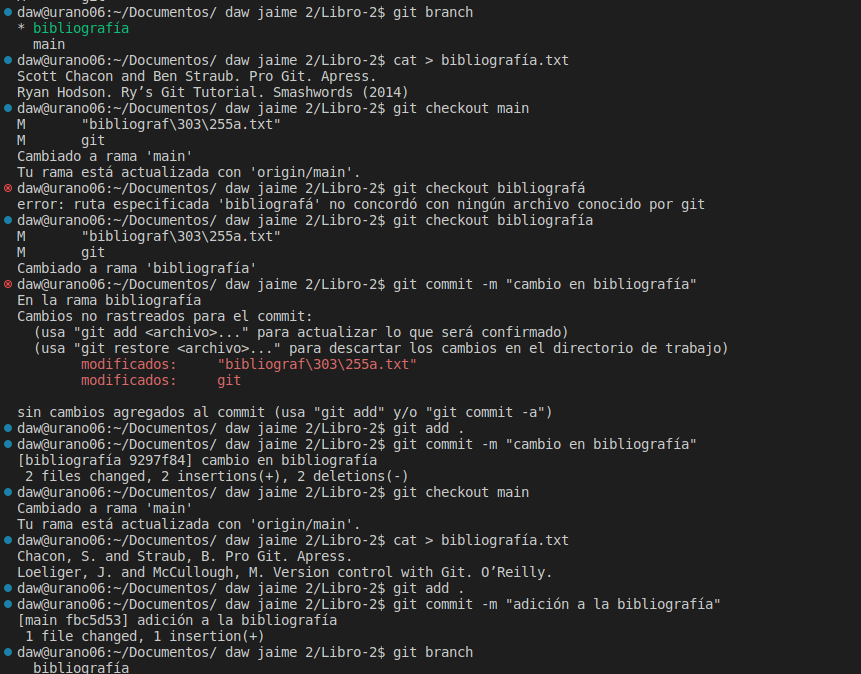 daw@urano06:~/Documentos/ daw jaime 2/Libro-2$ git branch
* bibliografía
  main
daw@urano06:~/Documentos/ daw jaime 2/Libro-2$ cat > bibliografía.txt
Scott Chacon and Ben Straub. Pro Git. Apress.
Ryan Hodson. Ry’s Git Tutorial. Smashwords (2014)
daw@urano06:~/Documentos/ daw jaime 2/Libro-2$ git checkout main
M       "bibliograf\303\255a.txt"
M       git
Cambiado a rama 'main'
Tu rama está actualizada con 'origin/main'.
daw@urano06:~/Documentos/ daw jaime 2/Libro-2$ git checkout bibliografá
error: ruta especificada 'bibliografá' no concordó con ningún archivo conocido por git
daw@urano06:~/Documentos/ daw jaime 2/Libro-2$ git checkout bibliografía
M       "bibliograf\303\255a.txt"
M       git
Cambiado a rama 'bibliografía'
daw@urano06:~/Documentos/ daw jaime 2/Libro-2$ git commit -m "cambio en bibliografía"
En la rama bibliografía
Cambios no rastreados para el commit:
  (usa "git add <archivo>..." para actualizar lo que será confirmado)
  (usa "git restore <archivo>..." para descartar los cambios en el directorio de trabajo)
        modificados:     "bibliograf\303\255a.txt"
        modificados:     git
sin cambios agregados al commit (usa "git add" y/o "git commit -a")
daw@urano06:~/Documentos/ daw jaime 2/Libro-2$ git add .
daw@urano06:~/Documentos/ daw jaime 2/Libro-2$ git commit -m "cambio en bibliografía"
[bibliografía 9297f84] cambio en bibliografía
 2 files changed, 2 insertions(+), 2 deletions(-)
daw@urano06:~/Documentos/ daw jaime 2/Libro-2$ git checkout main
Cambiado a rama 'main'
Tu rama está actualizada con 'origin/main'.
daw@urano06:~/Documentos/ daw jaime 2/Libro-2$ cat > bibliografía.txt
Chacon, S. and Straub, B. Pro Git. Apress.
Loeliger, J. and McCullough, M. Version control with Git. O’Reilly.
daw@urano06:~/Documentos/ daw jaime 2/Libro-2$ git add .
daw@urano06:~/Documentos/ daw jaime 2/Libro-2$ git commit -m "adición a la bibliografía"
[main fbc5d53] adición a la bibliografía
 1 file changed, 1 insertion(+)
daw@urano06:~/Documentos/ daw jaime 2/Libro-2$ git branch
  bibliografía